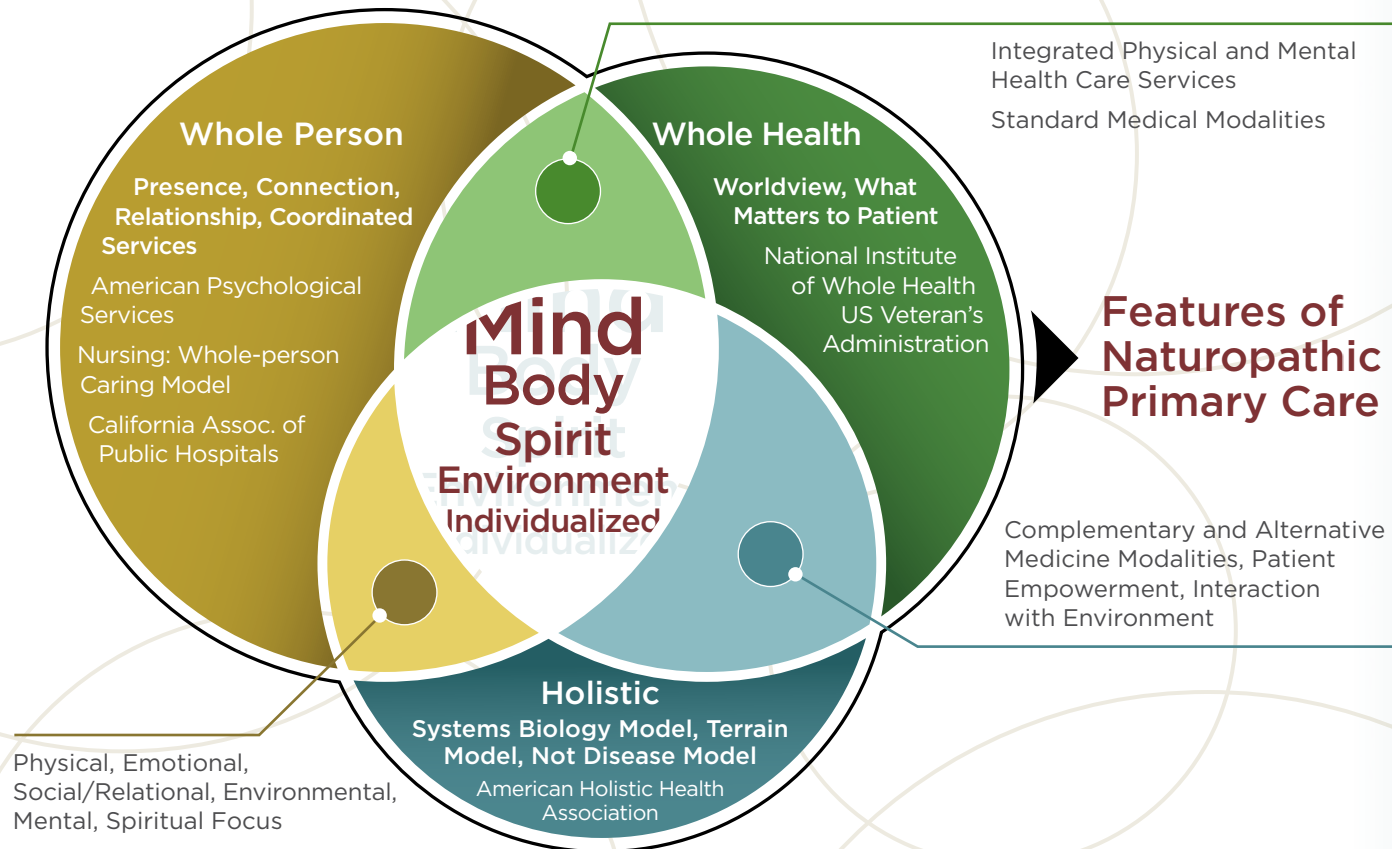 Integrated Physical and Mental
Health Care Services
Standard Medical Modalities
Whole Person
Presence, Connection,
Relationship, Coordinated
Services
American Psychological
Services
Nursing: Whole-person
Caring Model
California Assoc. of
Public Hospitals
Whole Health
Worldview, What
Matters to Patient
National Institute
of Whole Health
US Veteran's
Administration
Mind
Body
Spirit
Environment
Individualized
Features of
Naturopathic
Primary Care
Complementary and Alternative
Medicine Modalities, Patient
Empowerment, Interaction
with Environment
Holistic
Systems Biology Model, Terrain
Model, Not Disease Model
American Holistic Health
Association
Physical, Emotional,
Social/Relational, Environmental,
Mental, Spiritual Focus